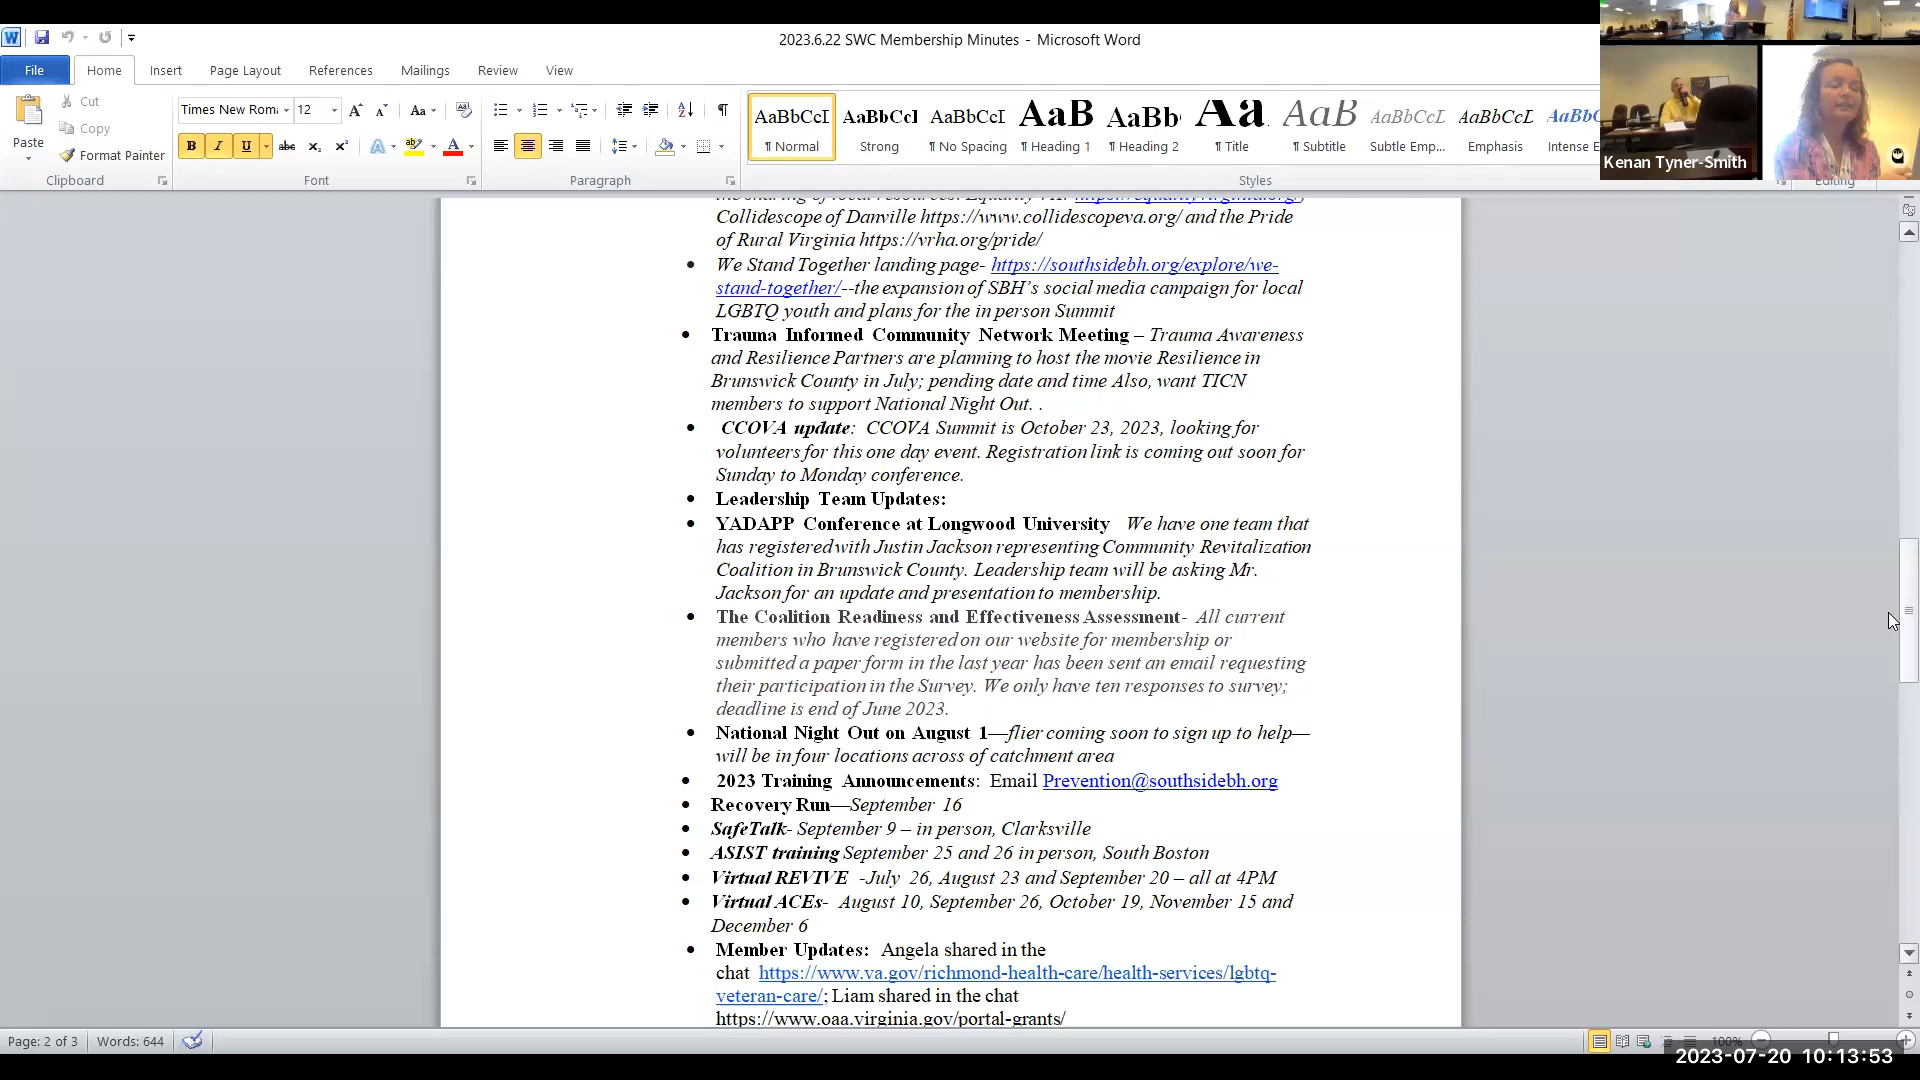 2023.6.22 SWC Membership Minutes - Microsoft Word
File Home Insert Page Layout References Mailings Review View
Cut
Copy
Format Painter
Paste
Clipboard
Times New Rom 12
Aa
B I U abc
Font
Paragraph
AaBbCcI AaBbCcI AaBbCcI AaB AaBb Aa AaB AaBbCcL AaBbCcL AaBbC
¶ Normal Strong ¶ No Spacing ¶ Heading 1 ¶ Heading 2 ¶ Title ¶ Subtitle Subtle Emp... Emphasis Intense E
Styles
Editing
Kenan Tyner-Smith
Collidescope of Danville https://www.collidescopeva.org/ and the Pride
of Rural Virginia https://vrha.org/pride/
• We Stand Together landing page- https://southsidebh.org/explore/we-
stand-together/--the expansion of SBH's social media campaign for local
LGBTQ youth and plans for the in person Summit
• Trauma Informed Community Network Meeting – Trauma Awareness
and Resilience Partners are planning to host the movie Resilience in
Brunswick County in July; pending date and time Also, want TICN
members to support National Night Out. .
• CCOVA update: CCOVA Summit is October 23, 2023, looking for
volunteers for this one day event. Registration link is coming out soon for
Sunday to Monday conference.
• Leadership Team Updates:
• YADAPP Conference at Longwood University We have one team that
has registered with Justin Jackson representing Community Revitalization
Coalition in Brunswick County. Leadership team will be asking Mr.
Jackson for an update and presentation to membership.
• The Coalition Readiness and Effectiveness Assessment- All current
members who have registered on our website for membership or
submitted a paper form in the last year has been sent an email requesting
their participation in the Survey. We only have ten responses to survey;
deadline is end of June 2023.
• National Night Out on August 1—flier coming soon to sign up to help—
will be in four locations across of catchment area
• 2023 Training Announcements: Email Prevention@southsidebh.org
• Recovery Run—September 16
• SafeTalk- September 9 – in person, Clarksville
• ASIST training September 25 and 26 in person, South Boston
• Virtual REVIVE -July 26, August 23 and September 20 – all at 4PM
• Virtual ACEs- August 10, September 26, October 19, November 15 and
December 6
• Member Updates: Angela shared in the
chat https://www.va.gov/richmond-health-care/health-services/lgbtq-
veteran-care/; Liam shared in the chat
https://www.oaa.virginia.gov/portal-grants/
Page: 2 of 3 Words: 644
100%
2023-07-20 10:13:53